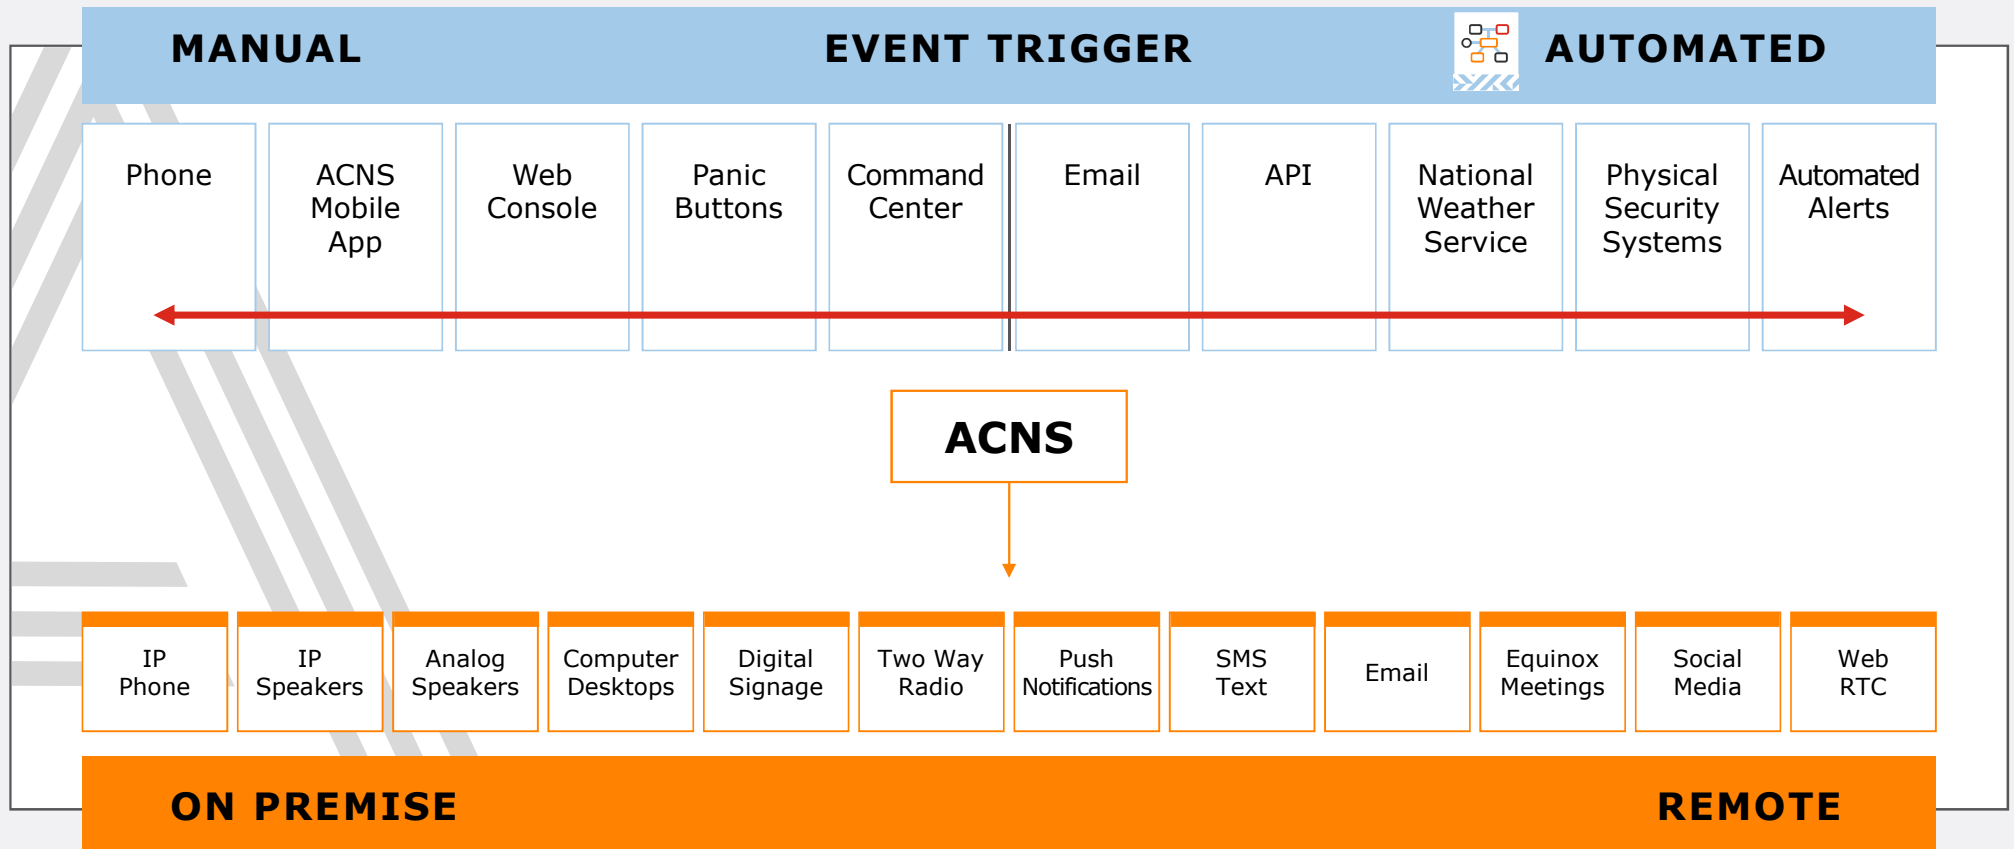 MANUAL
EVENT TRIGGER
AUTOMATED
Phone
ACNS
Mobile
App
Web
Console
Panic
Buttons
Command
Center
Email
API
National
Weather
Service
Physical
Security
Systems
Automated
Alerts
ACNS
IP
Phone
IP
Speakers
Analog
Speakers
Computer
Desktops
Digital
Signage
Two Way
Radio
Push
Notifications
SMS
Text
Email
Equinox
Meetings
Social
Media
Web
RTC
ON PREMISE
REMOTE